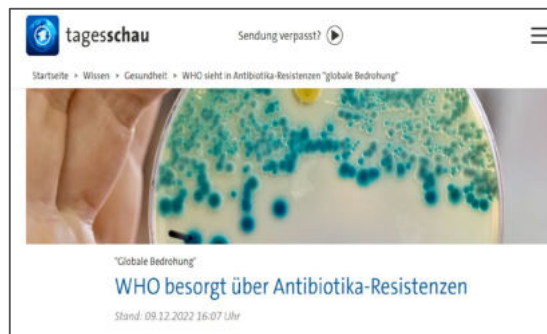 tagesschau
Sendung verpasst?
Startseite ▸ Wissen ▸ Gesundheit ▸ WHO sieht in Antibiotika-Resistenzen "globale Bedrohung"
"Globale Bedrohung"
WHO besorgt über Antibiotika-Resistenzen
Stand: 09.12.2022 16:07 Uhr